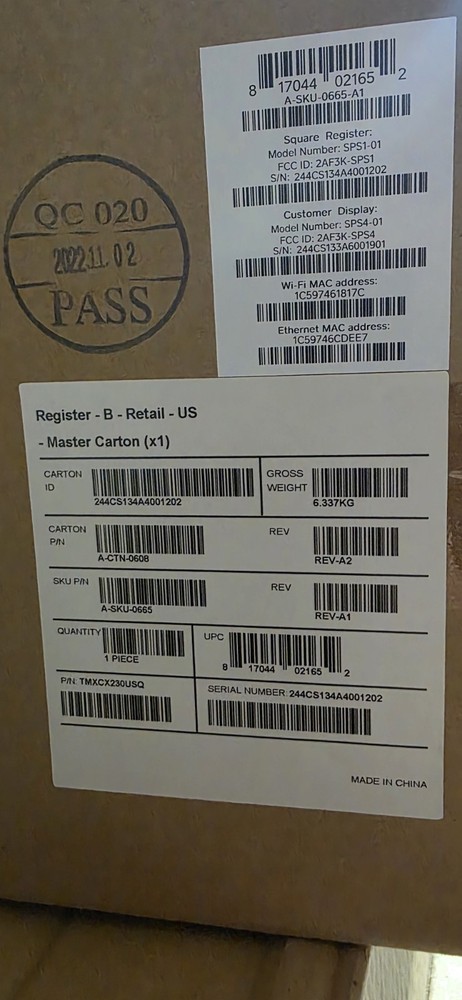 8 17044 02165 2
A-SKU-0665-A1
Square Register:
Model Number: SPS1-01
FCC ID: 2AF3K-SPS1
S/N: 244CS134A4001202
Customer Display:
Model Number: SPS4-01
FCC ID: 2AF3K-SPS4
S/N: 244CS133A6001901
Wi-Fi MAC address:
1C597461817C
Ethernet MAC address:
1C59746CDEE7
QC 020
2022.11.02
PASS
Register - B - Retail - US
- Master Carton (x1)
CARTON ID
244CS134A4001202
GROSS WEIGHT
6.337KG
CARTON P/N
A-CTN-0608
REV
REV-A2
SKU P/N
A-SKU-0665
REV
REV-A1
QUANTITY
1 PIECE
UPC
8 17044 02165 2
P/N: TMXCX230USQ
SERIAL NUMBER: 244CS134A4001202
MADE IN CHINA